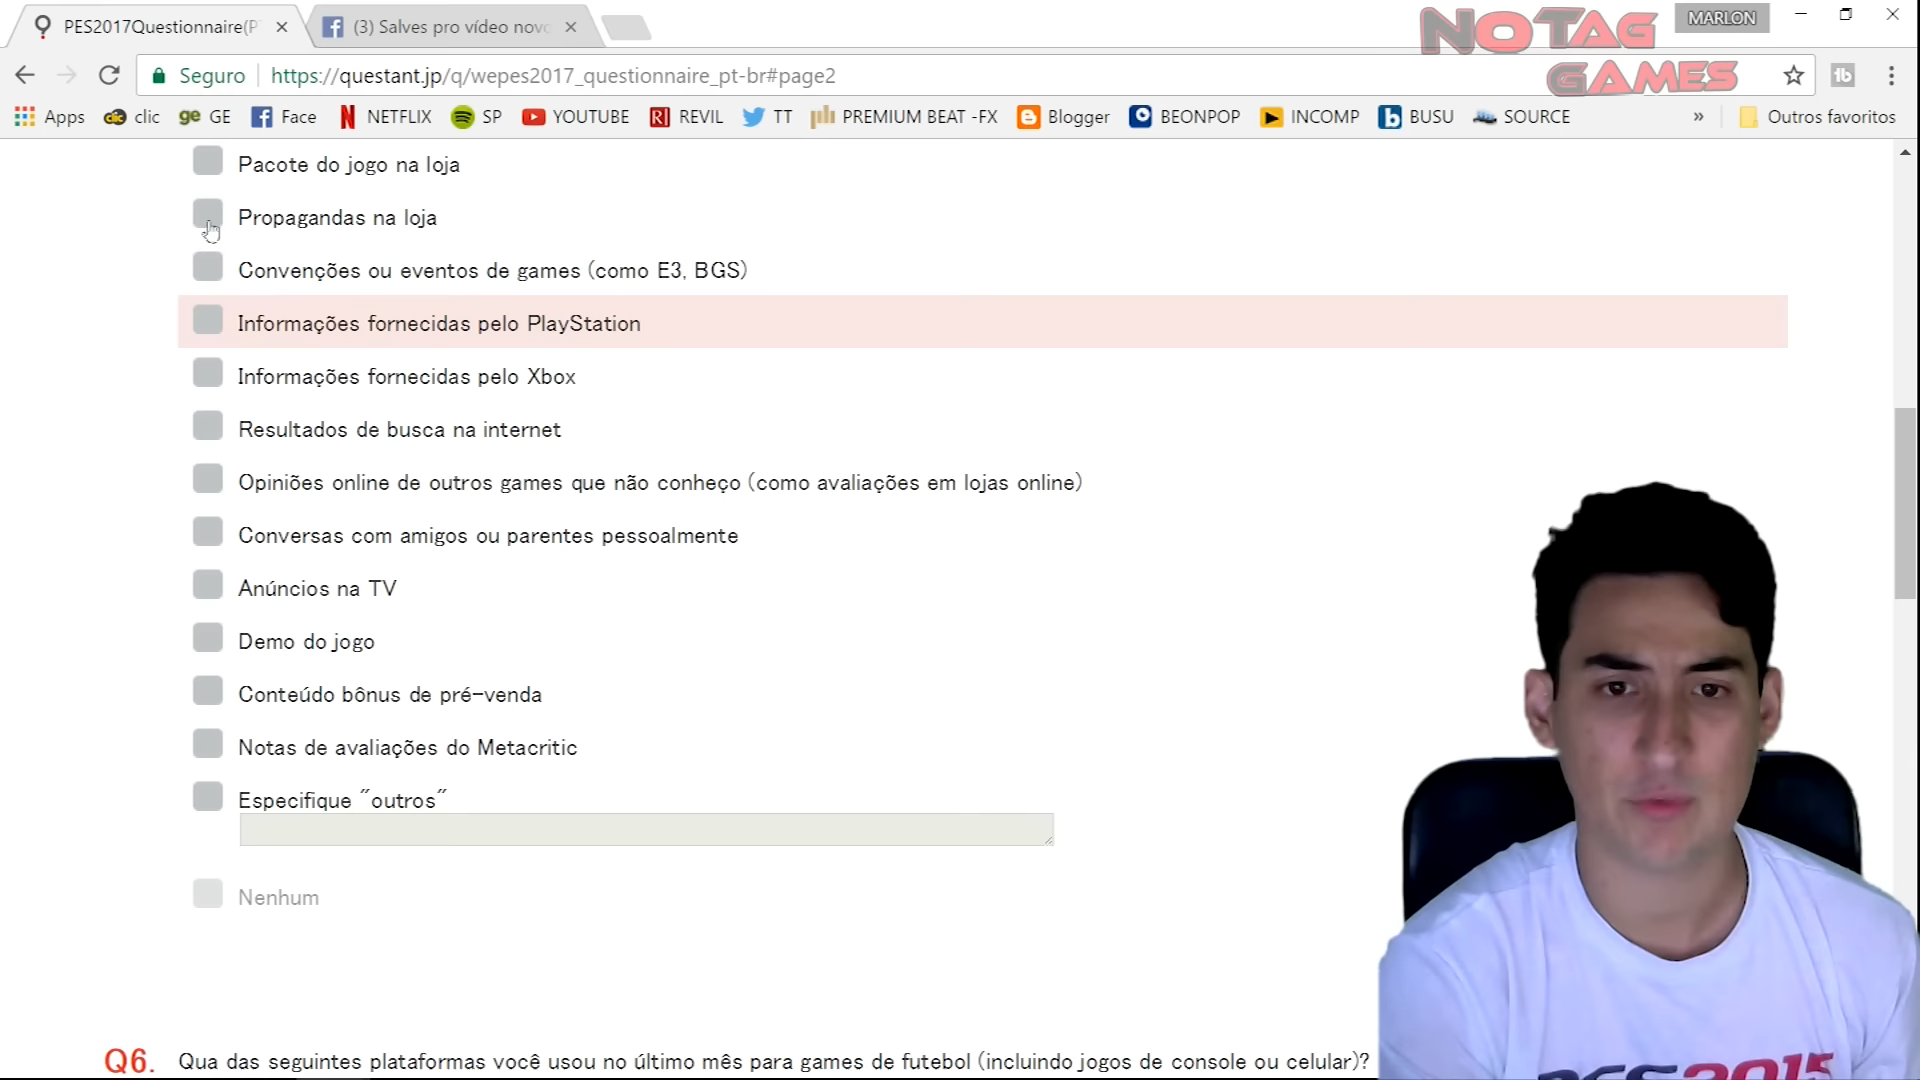 PES2017Questionnaire(P
(3) Salves pro vídeo novo
NoTAG
GAMES
MARLON
Seguro
https://questant.jp/q/wepes2017_questionnaire_pt-br#page2
Apps
clic
GE
Face
NETFLIX
SP
YOUTUBE
REVIL
TT
PREMIUM BEAT -FX
Blogger
BEONPOP
INCOMP
BUSU
SOURCE
»
Outros favoritos
Pacote do jogo na loja
Propagandas na loja
Convenções ou eventos de games (como E3, BGS)
Informações fornecidas pelo PlayStation
Informações fornecidas pelo Xbox
Resultados de busca na internet
Opiniões online de outros games que não conheço (como avaliações em lojas online)
Conversas com amigos ou parentes pessoalmente
Anúncios na TV
Demo do jogo
Conteúdo bônus de pré-venda
Notas de avaliações do Metacritic
Especifique "outros"
Nenhum
Q6. Qua das seguintes plataformas você usou no último mês para games de futebol (incluindo jogos de console ou celular)?
PES2015